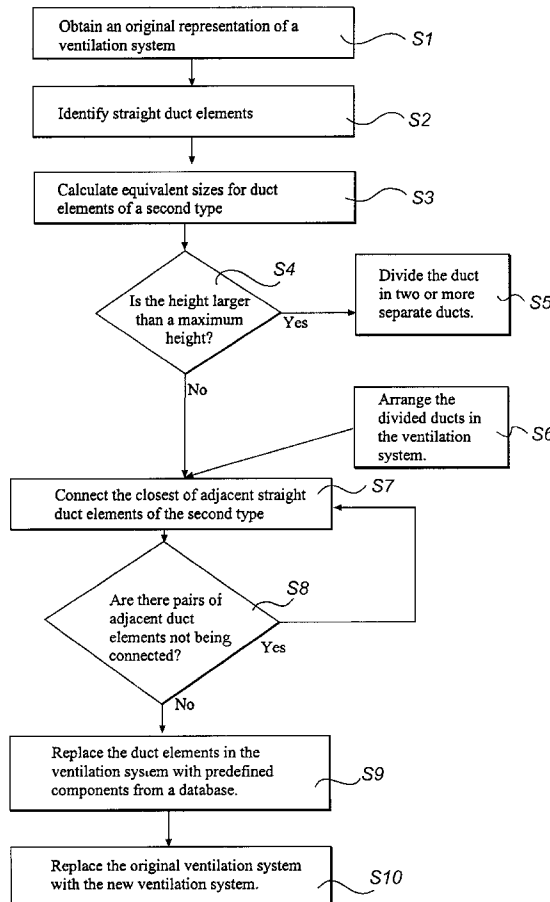 Obtain an original representation of a
ventilation system
S1
Identify straight duct elements
S2
Calculate equivalent sizes for duct
elements of a second type
S3
S4
Is the height larger
than a maximum
height?
Yes
No
Divide the duct
in two or more
separate ducts.
S5
Arrange the
divided ducts in
the ventilation
system.
S6
Connect the closest of adjacent straight
duct elements of the second type
S7
S8
Are there pairs of
adjacent duct
elements not being
connected?
Yes
No
Replace the duct elements in the
ventilation system with predefined
components from a database.
S9
Replace the original ventilation system
with the new ventilation system.
S10